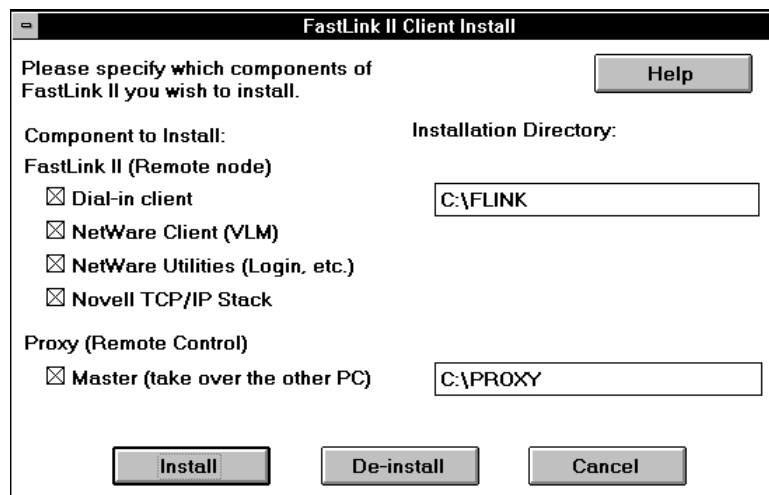 FastLink II Client Install
Please specify which components of
FastLink II you wish to install.
Help
Component to Install:
Installation Directory:
FastLink II (Remote node)
Dial-in client
C:\FLINK
NetWare Client (VLM)
NetWare Utilities (Login, etc.)
Novell TCP/IP Stack
Proxy (Remote Control)
Master (take over the other PC)
C:\PROXY
Install
De-install
Cancel